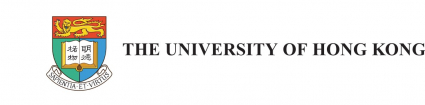 明德
格物
SAPIENTIA·ET·VIRTUS
THE UNIVERSITY OF HONG KONG